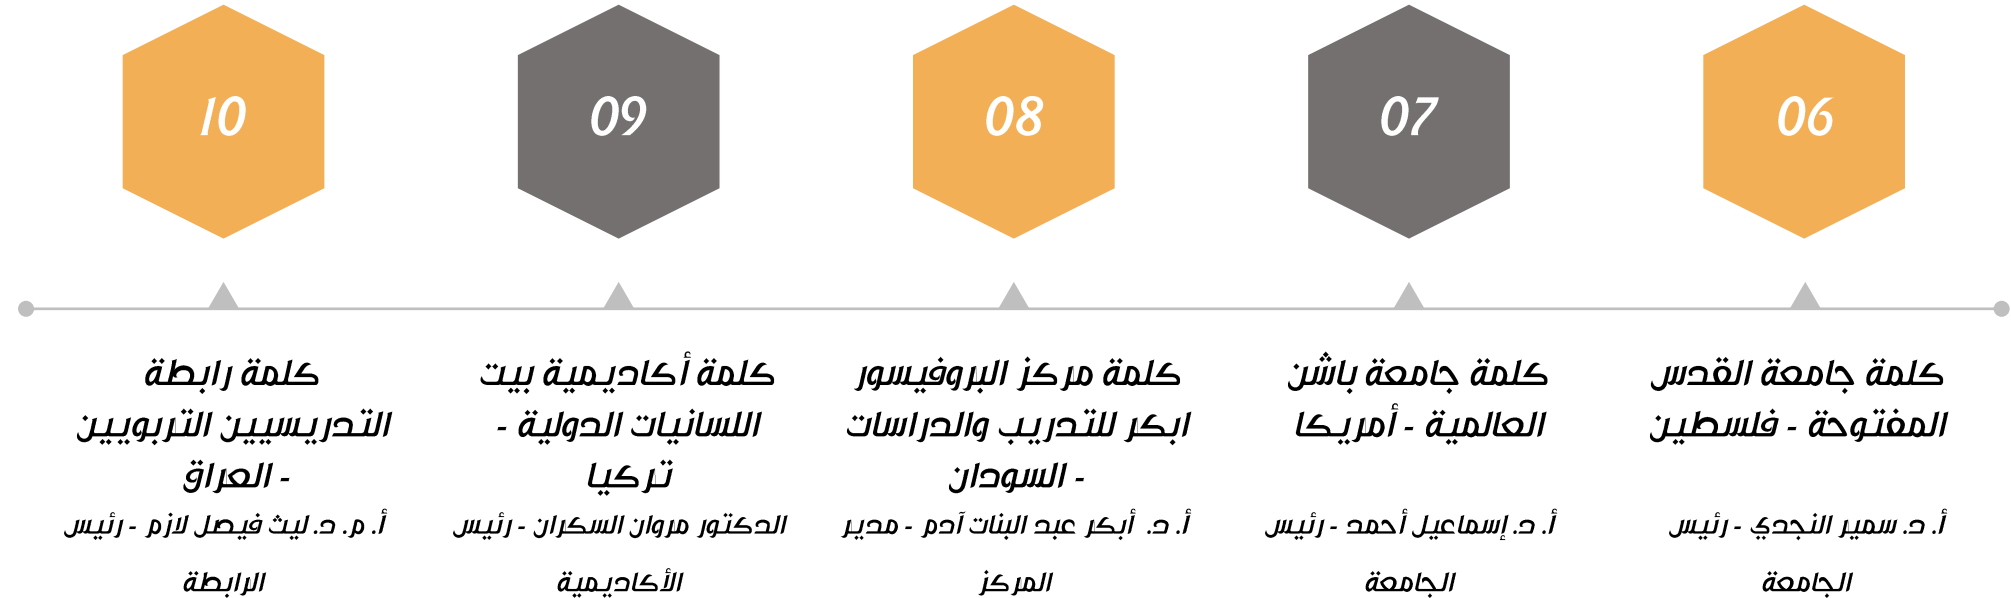 06
كلمة جامعة القدس
المفتوحة - فلسطين
أ. د. سمير النجدي - رئيس
الجامعة
07
كلمة جامعة باشن
العالمية - أمريكا
أ. د. إسماعيل أحمد - رئيس
الجامعة
08
كلمة مركز البروفيسور
ابكر للتدريب والدراسات
- السودان
أ. د. أبكر عبد البنات آدم - مدير
المركز
09
كلمة أكاديمية بيت
اللسانيات الدولية -
تركيا
الدكتور مروان السكران - رئيس
الأكاديمية
10
كلمة رابطة
التدريسيين التربويين
- العراق
أ. م. د. ليث فيصل لازم - رئيس
الرابطة